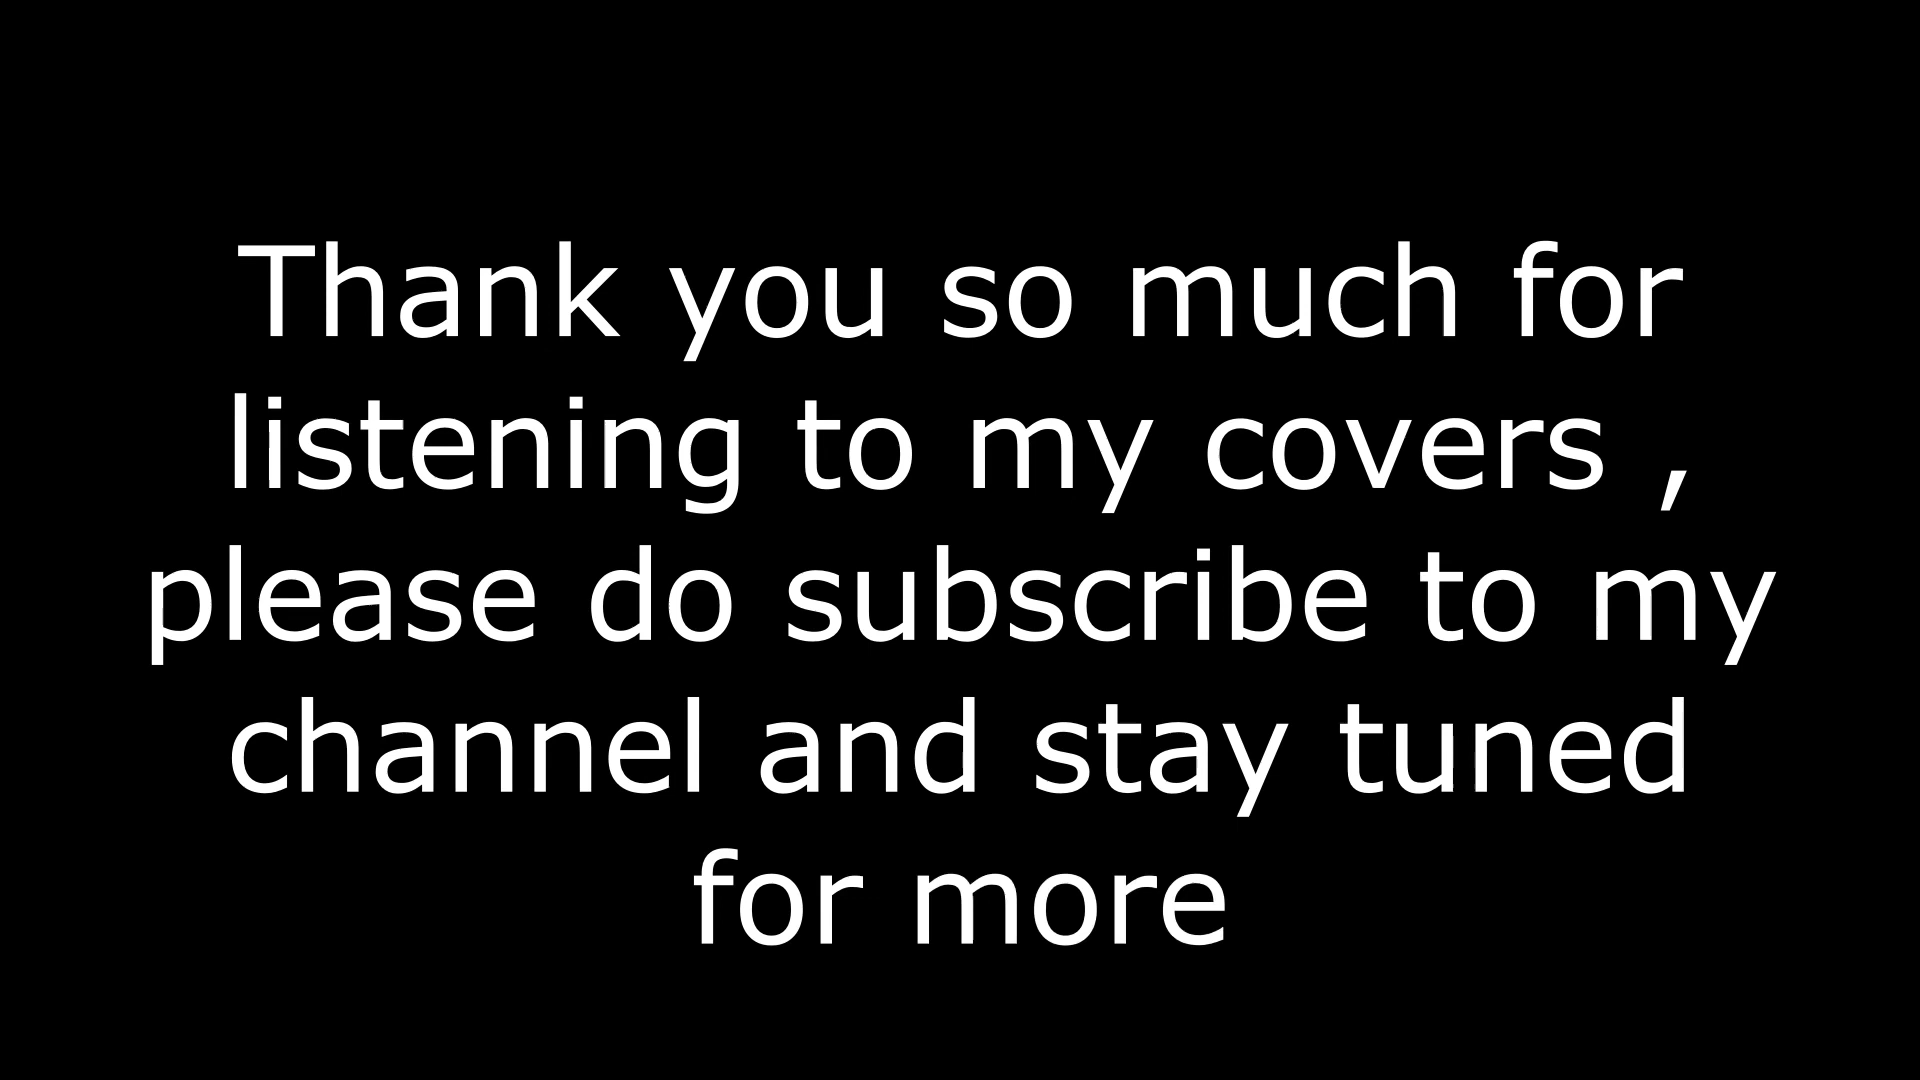 Thank you so much for
listening to my covers ,
please do subscribe to my
channel and stay tuned
for more